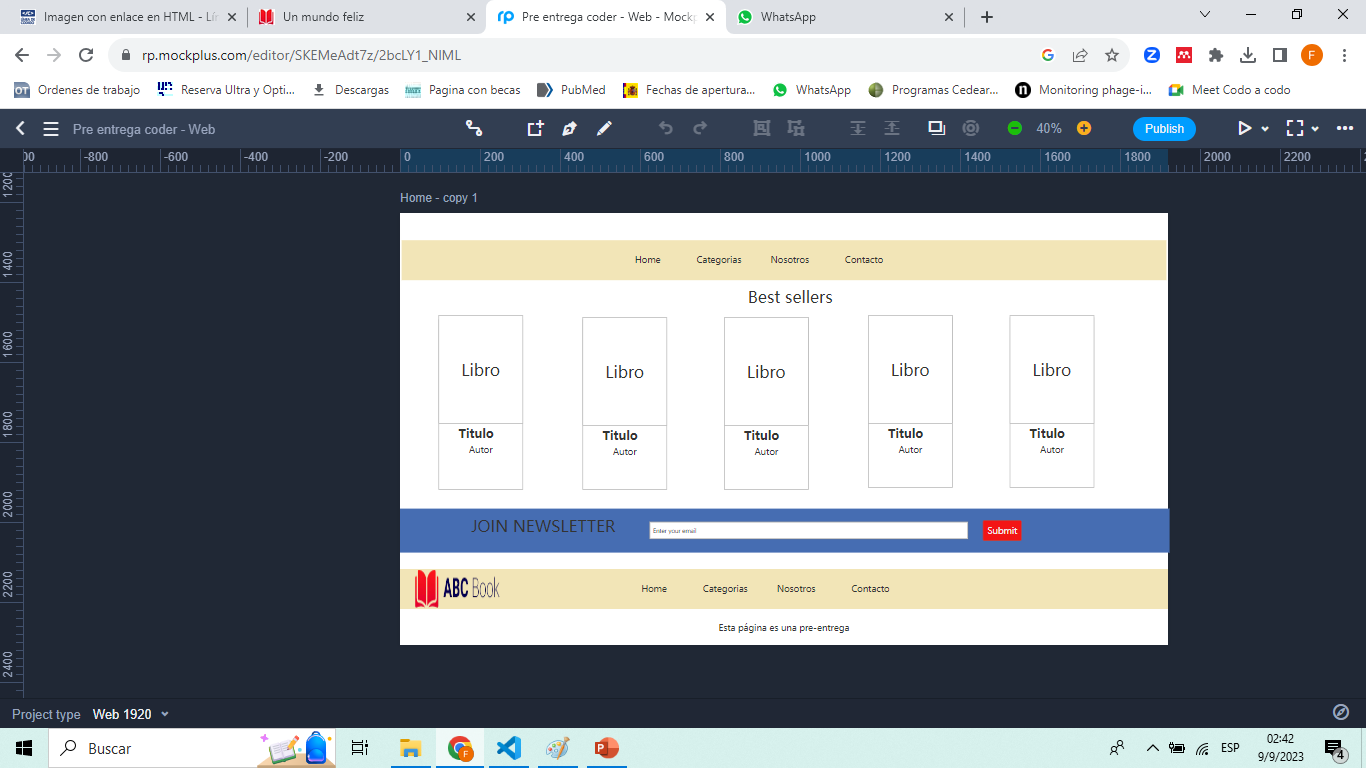 Imagen con enlace en HTML - Lín
Un mundo feliz
Pre entrega coder - Web - Mockp
WhatsApp
rp.mockplus.com/editor/SKEMeAdt7z/2bcLY1_NIML
F
OT Ordenes de trabajo
Reserva Ultra y Opti...
Descargas
Pagina con becas
PubMed
Fechas de apertura...
WhatsApp
Programas Cedear...
Monitoring phage-i...
Meet Codo a codo
Pre entrega coder - Web
40%
Publish
00 -800 -600 -400 -200 0 200 400 600 800 1000 1200 1400 1600 1800 2000 2200
1200
1400
1600
1800
2000
2200
2400
Home - copy 1
Home Categorias Nosotros Contacto
Best sellers
Libro Libro Libro Libro Libro
Titulo Titulo Titulo Titulo Titulo
Autor Autor Autor Autor Autor
JOIN NEWSLETTER Enter your email Submit
ABC Book Home Categorias Nosotros Contacto
Esta página es una pre-entrega
Project type Web 1920
Buscar
ESP
02:42
9/9/2023
4